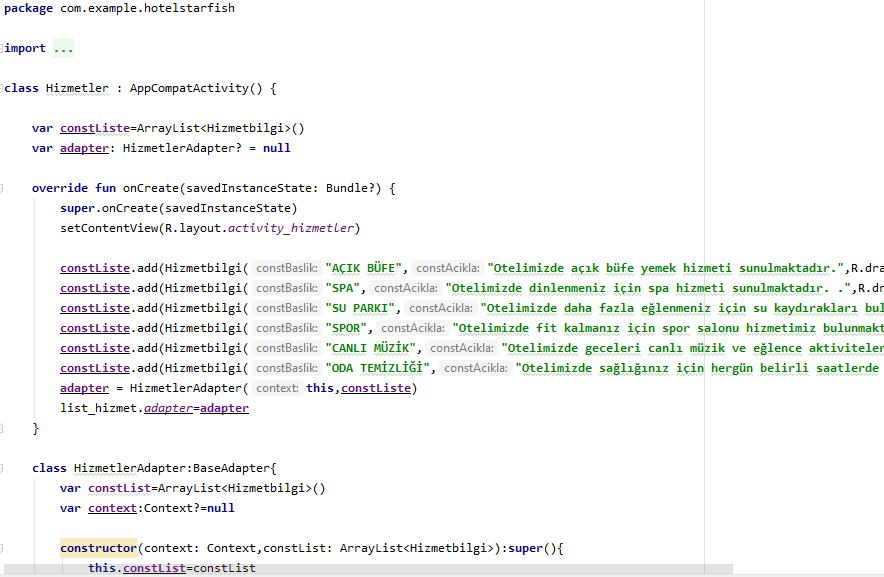 package com.example.hotelstarfish
import ...
class Hizmetler : AppCompatActivity() {
var constListe=ArrayList<Hizmetbilgi>()
var adapter: HizmetlerAdapter? = null
override fun onCreate(savedInstanceState: Bundle?) {
super.onCreate(savedInstanceState)
setContentView(R.layout.activity_hizmetler)
constListe.add(Hizmetbilgi( constBaslik: "AÇIK BÜFE", constAcikla: "Otelimizde açık büfe yemek hizmeti sunulmaktadır.",R.dra
constListe.add(Hizmetbilgi( constBaslik: "SPA", constAcikla: "Otelimizde dinlenmeniz için spa hizmeti sunulmaktadır. .",R.dr
constListe.add(Hizmetbilgi( constBaslik: "SU PARKI", constAcikla: "Otelimizde daha fazla eğlenmeniz için su kaydırakları bul
constListe.add(Hizmetbilgi( constBaslik: "SPOR", constAcikla: "Otelimizde fit kalmanız için spor salonu hizmetimiz bulunmakt
constListe.add(Hizmetbilgi( constBaslik: "CANLI MÜZİK", constAcikla: "Otelimizde geceleri canlı müzik ve eğlence aktiviteler
constListe.add(Hizmetbilgi( constBaslik: "ODA TEMİZLİĞİ", constAcikla: "Otelimizde sağlığınız için hergün belirli saatlerde
adapter = HizmetlerAdapter( context: this,constListe)
list_hizmet.adapter=adapter
}
class HizmetlerAdapter:BaseAdapter{
var constList=ArrayList<Hizmetbilgi>()
var context:Context?=null
constructor(context: Context,constList: ArrayList<Hizmetbilgi>):super(){
this.constList=constList